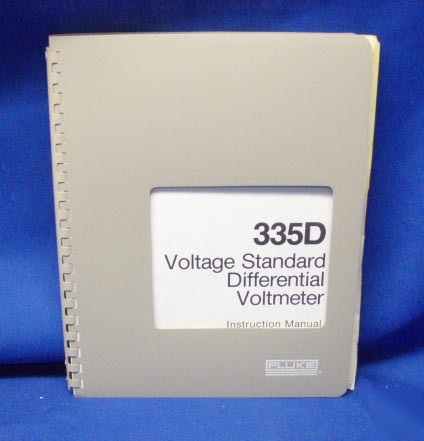 335D
Voltage Standard
Differential
Voltmeter
Instruction Manual
FLUKE